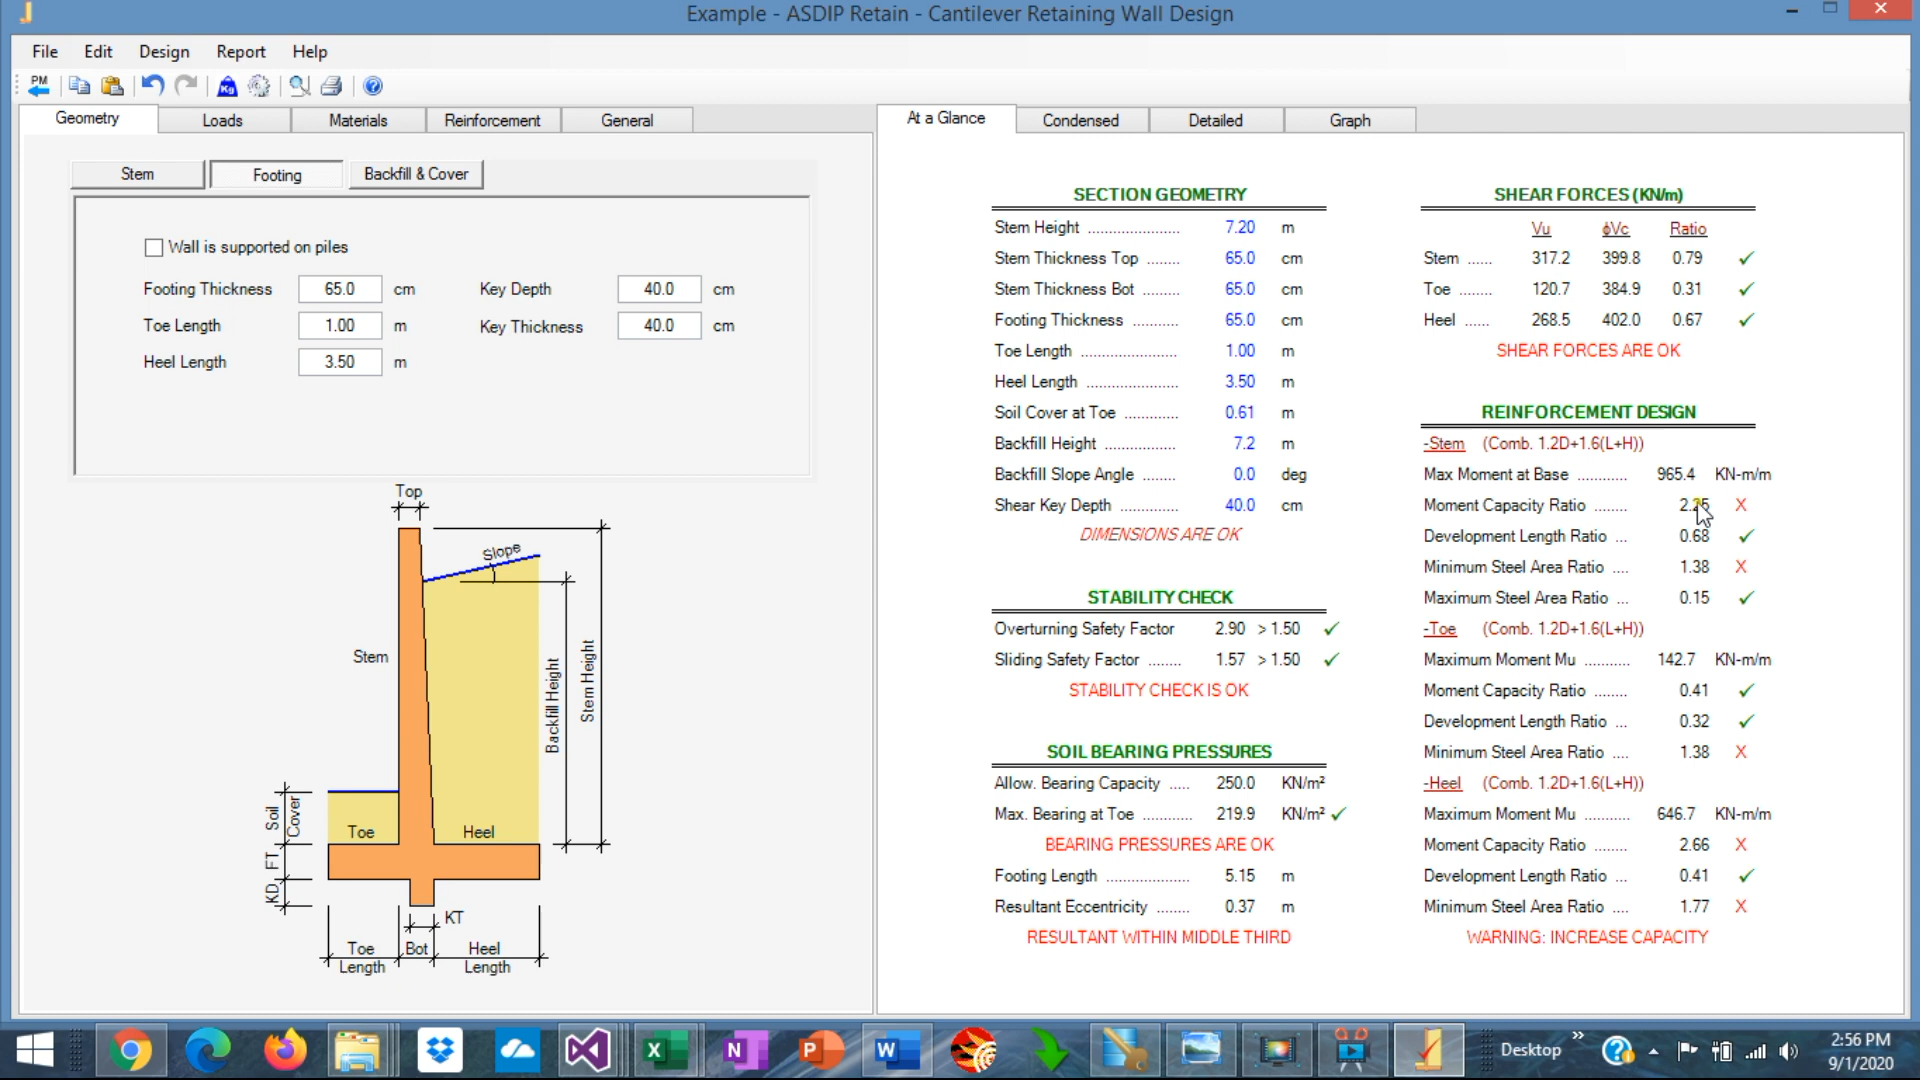 Example - ASDIP Retain - Cantilever Retaining Wall Design
File Edit Design Report Help
PM Kg
Geometry Loads Materials Reinforcement General
Stem Footing Backfill & Cover
Wall is supported on piles
Footing Thickness 65.0 cm Key Depth 40.0 cm
Toe Length 1.00 m Key Thickness 40.0 cm
Heel Length 3.50 m
Top
Slope
Stem
Backfill Height
Stem Height
Soil Cover
Toe Heel
FT
KD
KT
Toe Length Bot Heel Length
At a Glance Condensed Detailed Graph
SECTION GEOMETRY
Stem Height ..................... 7.20 m
Stem Thickness Top ........ 65.0 cm
Stem Thickness Bot ........ 65.0 cm
Footing Thickness ........... 65.0 cm
Toe Length ...................... 1.00 m
Heel Length ..................... 3.50 m
Soil Cover at Toe ............ 0.61 m
Backfill Height ................ 7.2 m
Backfill Slope Angle ........ 0.0 deg
Shear Key Depth ............. 40.0 cm
DIMENSIONS ARE OK
STABILITY CHECK
Overturning Safety Factor 2.90 > 1.50 ✓
Sliding Safety Factor ........ 1.57 > 1.50 ✓
STABILITY CHECK IS OK
SOIL BEARING PRESSURES
Allow. Bearing Capacity ..... 250.0 KN/m²
Max. Bearing at Toe ........... 219.9 KN/m² ✓
BEARING PRESSURES ARE OK
Footing Length ................... 5.15 m
Resultant Eccentricity ........ 0.37 m
RESULTANT WITHIN MIDDLE THIRD
SHEAR FORCES (KN/m)
Vu ϕVc Ratio
Stem ...... 317.2 399.8 0.79 ✓
Toe ........ 120.7 384.9 0.31 ✓
Heel ...... 268.5 402.0 0.67 ✓
SHEAR FORCES ARE OK
REINFORCEMENT DESIGN
-Stem (Comb. 1.2D+1.6(L+H))
Max Moment at Base ............ 965.4 KN-m/m
Moment Capacity Ratio ........ X
Development Length Ratio ... 0.68 ✓
Minimum Steel Area Ratio .... 1.38 X
Maximum Steel Area Ratio ... 0.15 ✓
-Toe (Comb. 1.2D+1.6(L+H))
Maximum Moment Mu ........... 142.7 KN-m/m
Moment Capacity Ratio ........ 0.41 ✓
Development Length Ratio ... 0.32 ✓
Minimum Steel Area Ratio .... 1.38 X
-Heel (Comb. 1.2D+1.6(L+H))
Maximum Moment Mu ........... 646.7 KN-m/m
Moment Capacity Ratio ........ 2.66 X
Development Length Ratio ... 0.41 ✓
Minimum Steel Area Ratio .... 1.77 X
WARNING: INCREASE CAPACITY
Desktop
2:56 PM
9/1/2020